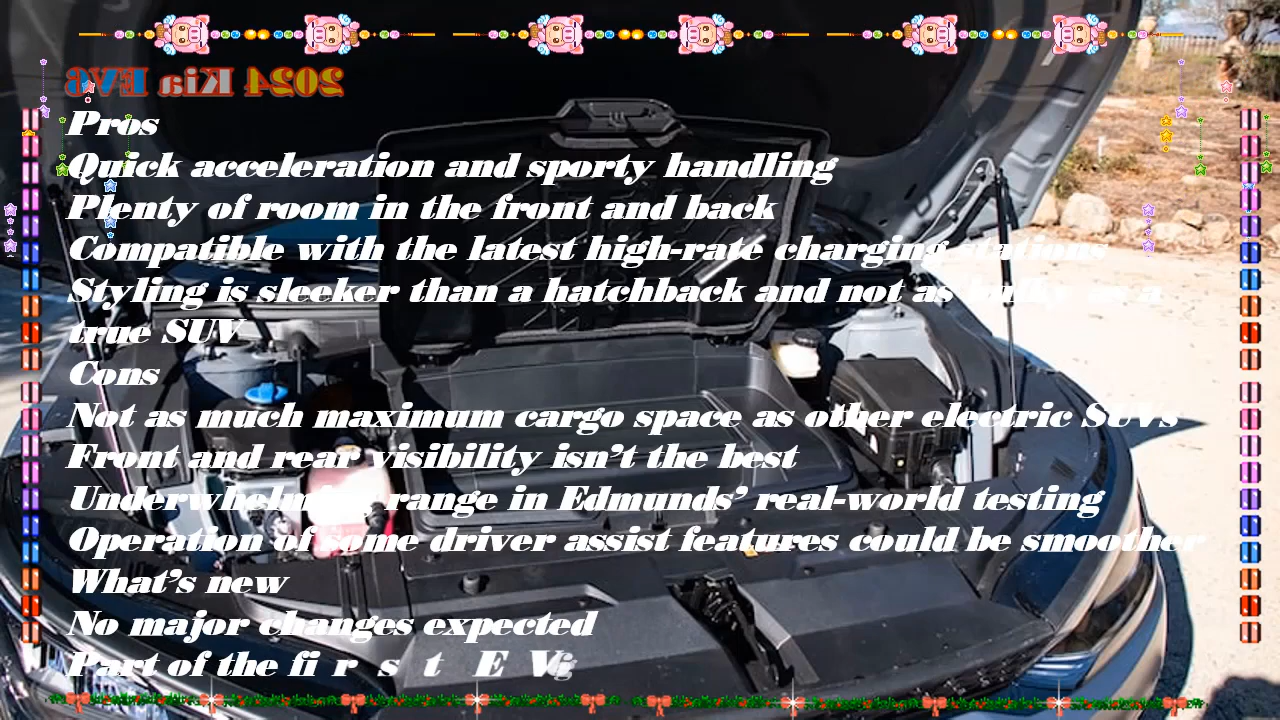 2024 Kia EV6
Pros
Quick acceleration and sporty handling
Plenty of room in the front and back
Compatible with the latest high-rate charging stations
Styling is sleeker than a hatchback and not as bulky as a
true SUV
Cons
Not as much maximum cargo space as other electric SUVs
Front and rear visibility isn’t the best
Underwhelming range in Edmunds’ real-world testing
Operation of some driver assist features could be smoother
What’s new
No major changes expected
Part of the first EV6